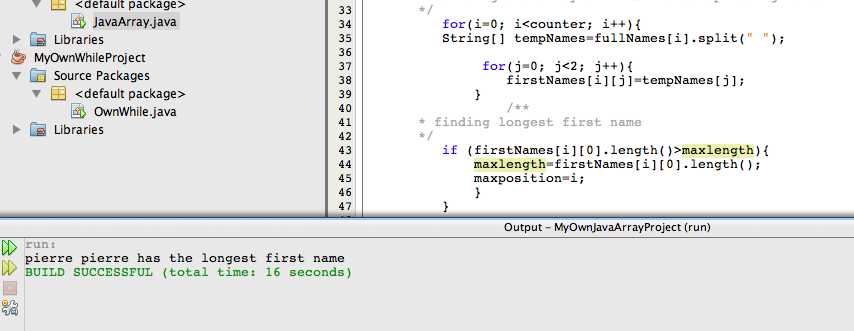 <default package>
JavaArray.java
Libraries
MyOwnWhileProject
Source Packages
<default package>
OwnWhile.java
Libraries
33 */
34 for(i=0; i<counter; i++){
35 String[] tempNames=fullNames[i].split(" ");
36
37 for(j=0; j<2; j++){
38 firstNames[i][j]=tempNames[j];
39 }
40 /**
41 * finding longest first name
42 */
43 if (firstNames[i][0].length()>maxlength){
44 maxlength=firstNames[i][0].length();
45 maxposition=i;
46 }
47 }
Output - MyOwnJavaArrayProject (run)
run:
pierre pierre has the longest first name
BUILD SUCCESSFUL (total time: 16 seconds)